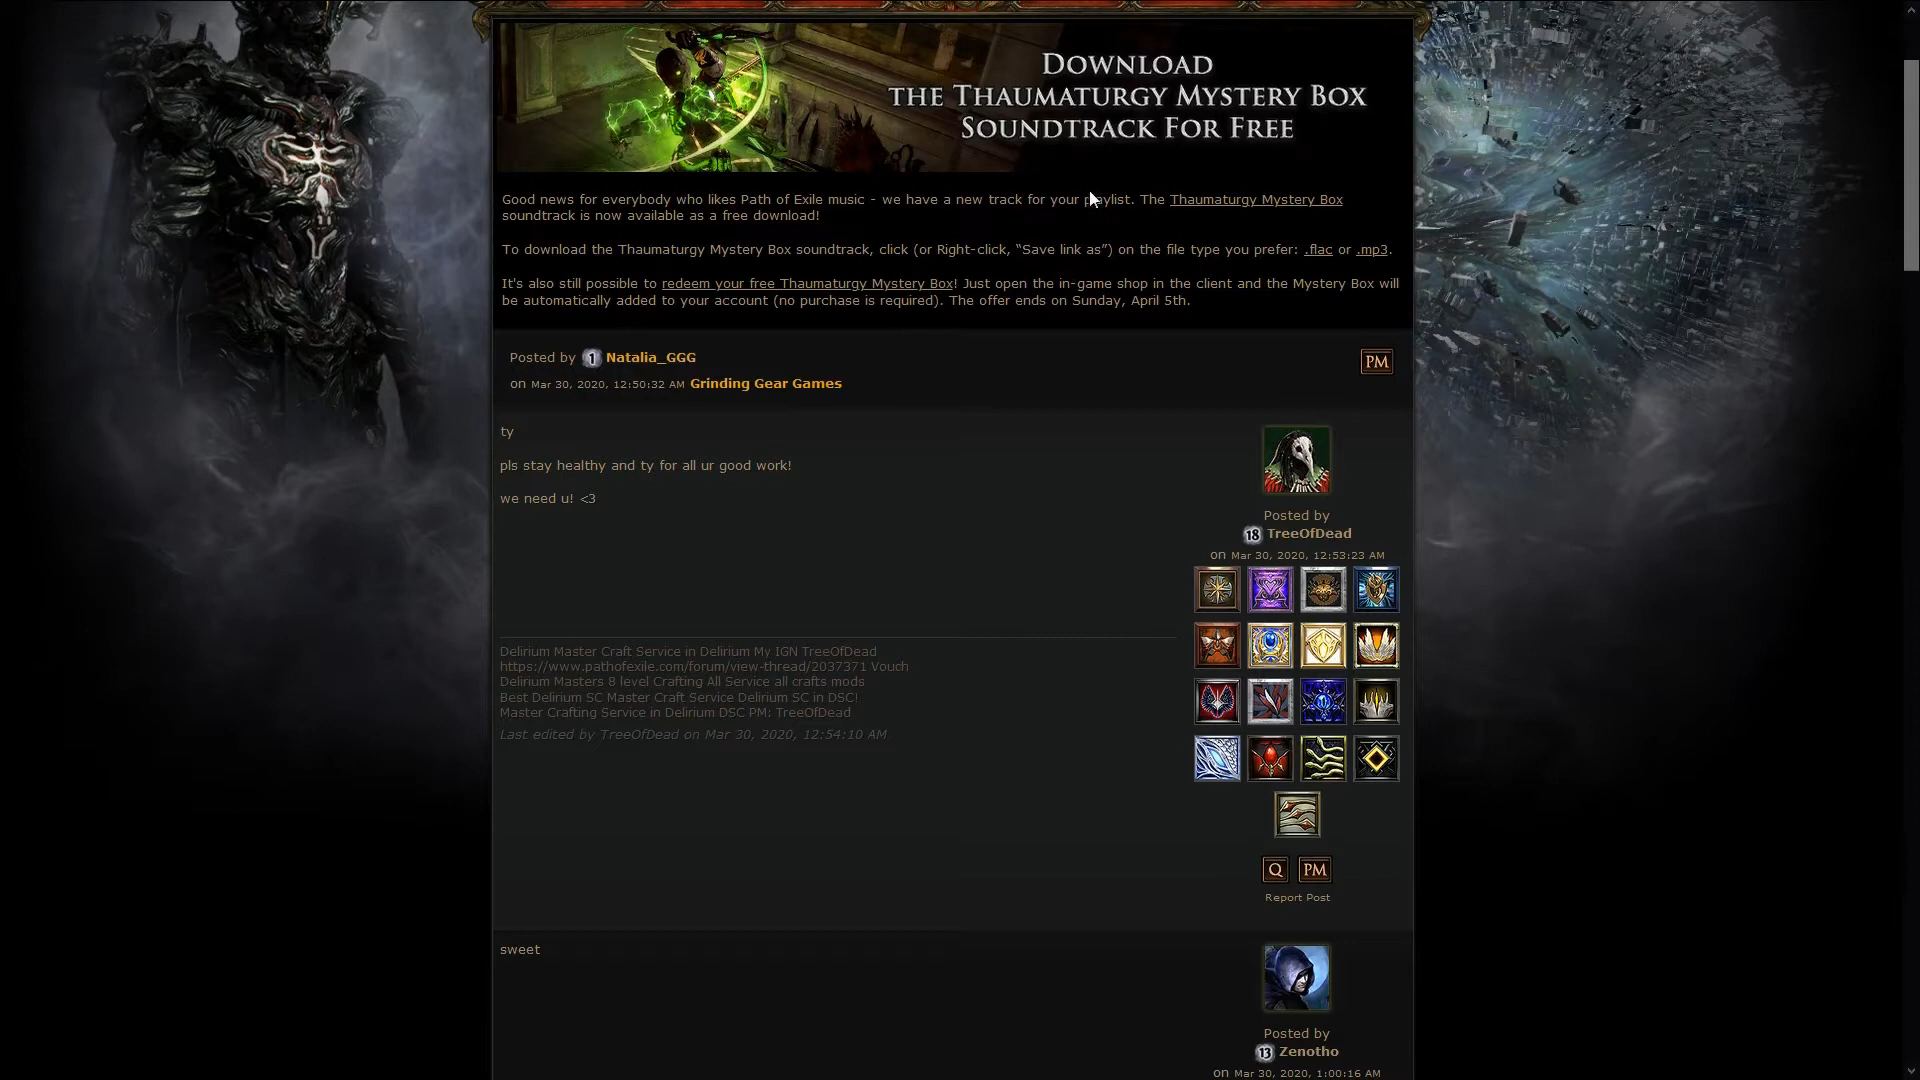 DOWNLOAD
THE THAUMATURGY MYSTERY BOX
SOUNDTRACK FOR FREE
Good news for everybody who likes Path of Exile music - we have a new track for your playlist. The Thaumaturgy Mystery Box
soundtrack is now available as a free download!
To download the Thaumaturgy Mystery Box soundtrack, click (or Right-click, “Save link as”) on the file type you prefer: .flac or .mp3.
It's also still possible to redeem your free Thaumaturgy Mystery Box! Just open the in-game shop in the client and the Mystery Box will
be automatically added to your account (no purchase is required). The offer ends on Sunday, April 5th.
Posted by 1 Natalia_GGG
on Mar 30, 2020, 12:50:32 AM Grinding Gear Games
PM
ty
pls stay healthy and ty for all ur good work!
we need u! <3
Posted by
18 TreeOfDead
on Mar 30, 2020, 12:53:23 AM
Delirium Master Craft Service in Delirium My IGN TreeOfDead
https://www.pathofexile.com/forum/view-thread/2037371 Vouch
Delirium Masters 8 level Crafting All Service all crafts mods
Best Delirium SC Master Craft Service Delirium SC in DSC!
Master Crafting Service in Delirium DSC PM: TreeOfDead
Last edited by TreeOfDead on Mar 30, 2020, 12:54:10 AM
Q PM
Report Post
sweet
Posted by
13 Zenotho
on Mar 30, 2020, 1:00:16 AM